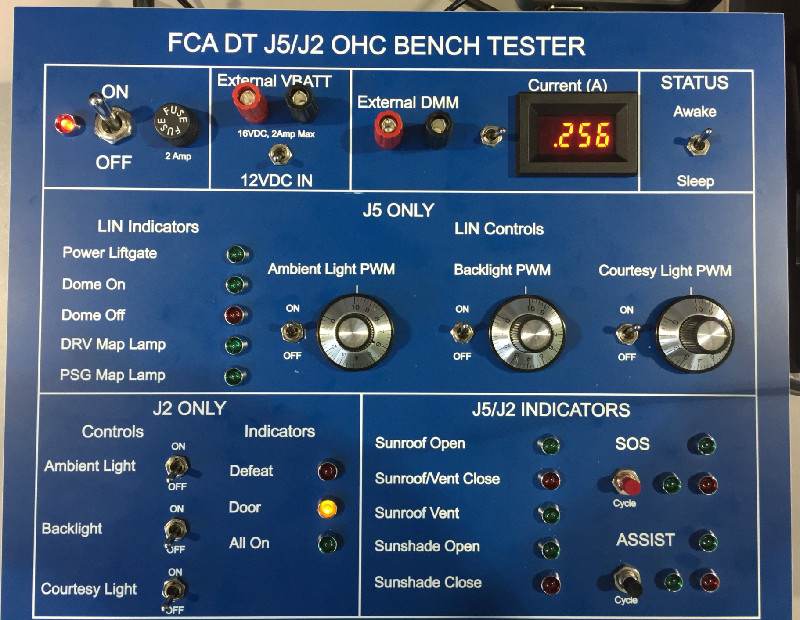 FCA DT J5/J2 OHC BENCH TESTER
ON
OFF
FUSE FUSE
2 Amp
External VBATT
16VDC, 2Amp Max
12VDC IN
External DMM
Current (A)
.256
STATUS
Awake
Sleep
J5 ONLY
LIN Indicators
Power Liftgate
Dome On
Dome Off
DRV Map Lamp
PSG Map Lamp
LIN Controls
Ambient Light PWM
ON
OFF
Backlight PWM
ON
OFF
Courtesy Light PWM
ON
OFF
J2 ONLY
Controls
Ambient Light
ON
OFF
Backlight
ON
OFF
Courtesy Light
ON
OFF
Indicators
Defeat
Door
All On
J5/J2 INDICATORS
Sunroof Open
Sunroof/Vent Close
Sunroof Vent
Sunshade Open
Sunshade Close
SOS
Cycle
ASSIST
Cycle